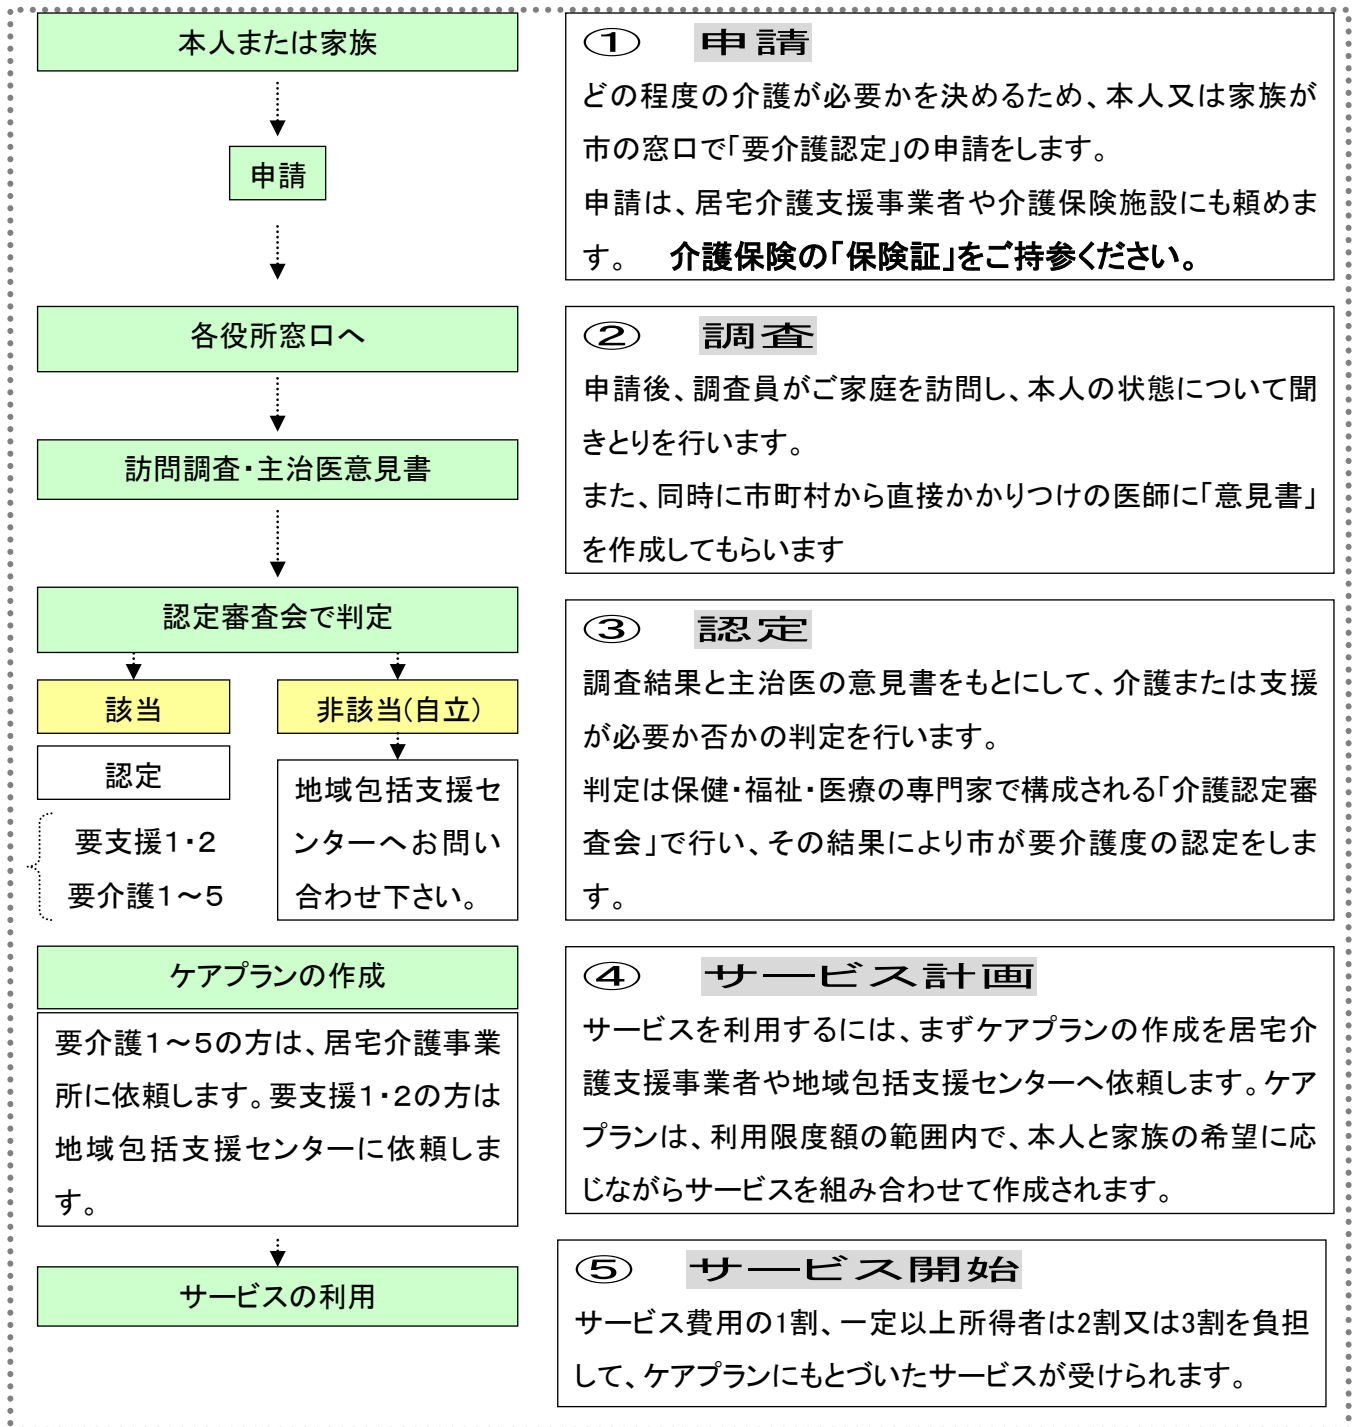 本人または家族
申請
各役所窓口へ
訪問調査・主治医意見書
認定審査会で判定
該当
非該当(自立)
認定
要支援1・2
要介護1～5
地域包括支援セ
ンターへお問い
合わせ下さい。
ケアプランの作成
要介護1～5の方は、居宅介護事業
所に依頼します。要支援1・2の方は
地域包括支援センターに依頼しま
す。
サービスの利用
① 申請
どの程度の介護が必要かを決めるため、本人又は家族が
市の窓口で「要介護認定」の申請をします。
申請は、居宅介護支援事業者や介護保険施設にも頼めま
す。 介護保険の「保険証」をご持参ください。
② 調査
申請後、調査員がご家庭を訪問し、本人の状態について聞
きとりを行います。
また、同時に市町村から直接かかりつけの医師に「意見書」
を作成してもらいます
③ 認定
調査結果と主治医の意見書をもとにして、介護または支援
が必要か否かの判定を行います。
判定は保健・福祉・医療の専門家で構成される「介護認定審
査会」で行い、その結果により市が要介護度の認定をしま
す。
④ サービス計画
サービスを利用するには、まずケアプランの作成を居宅介
護支援事業者や地域包括支援センターへ依頼します。ケア
プランは、利用限度額の範囲内で、本人と家族の希望に応
じながらサービスを組み合わせて作成されます。
⑤ サービス開始
サービス費用の1割、一定以上所得者は2割又は3割を負担
して、ケアプランにもとづいたサービスが受けられます。